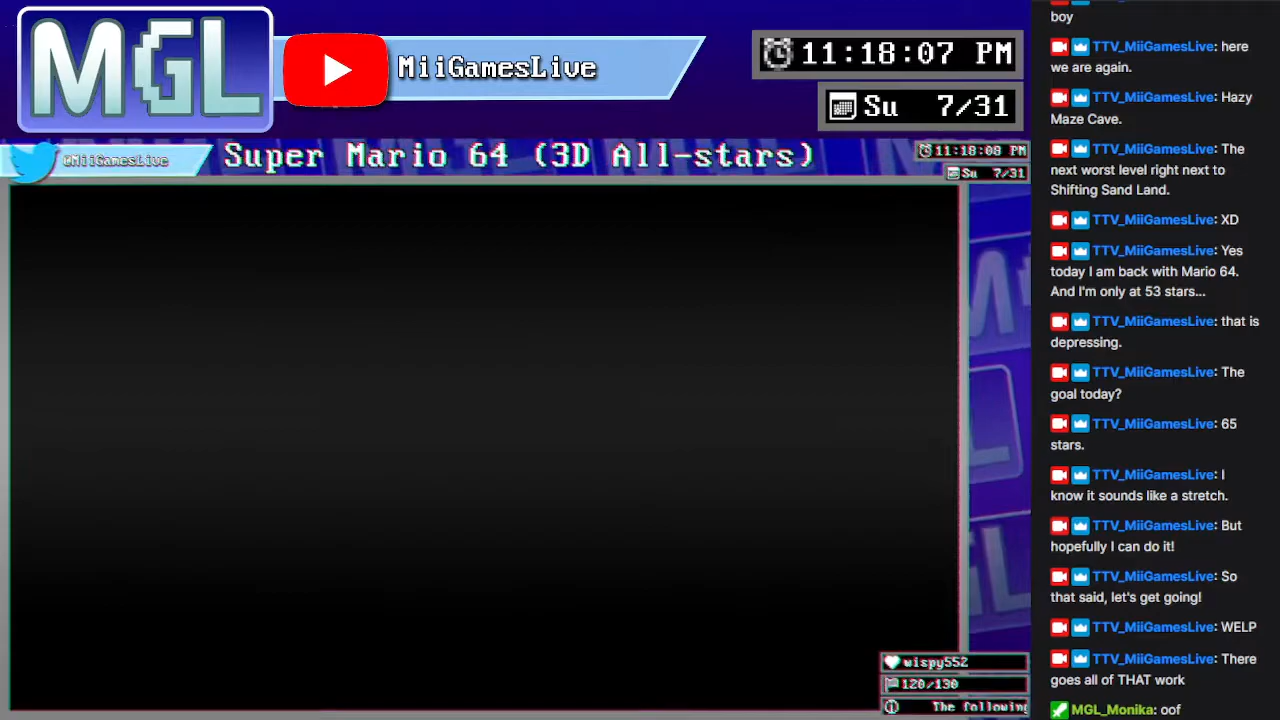 MGL
MiiGamesLive
11:18:07 PM
Su 7/31
@MiiGamesLive
Super Mario 64 (3D All-stars)
11:18:08 PM
Su 7/31
wispy552
120/130
The following
boy
TTV_MiiGamesLive: here
we are again.
TTV_MiiGamesLive: Hazy
Maze Cave.
TTV_MiiGamesLive: The
next worst level right next to
Shifting Sand Land.
TTV_MiiGamesLive: XD
TTV_MiiGamesLive: Yes
today I am back with Mario 64.
And I'm only at 53 stars...
TTV_MiiGamesLive: that is
depressing.
TTV_MiiGamesLive: The
goal today?
TTV_MiiGamesLive: 65
stars.
TTV_MiiGamesLive: I
know it sounds like a stretch.
TTV_MiiGamesLive: But
hopefully I can do it!
TTV_MiiGamesLive: So
that said, let's get going!
TTV_MiiGamesLive: WELP
TTV_MiiGamesLive: There
goes all of THAT work
MGL_Monika: oof